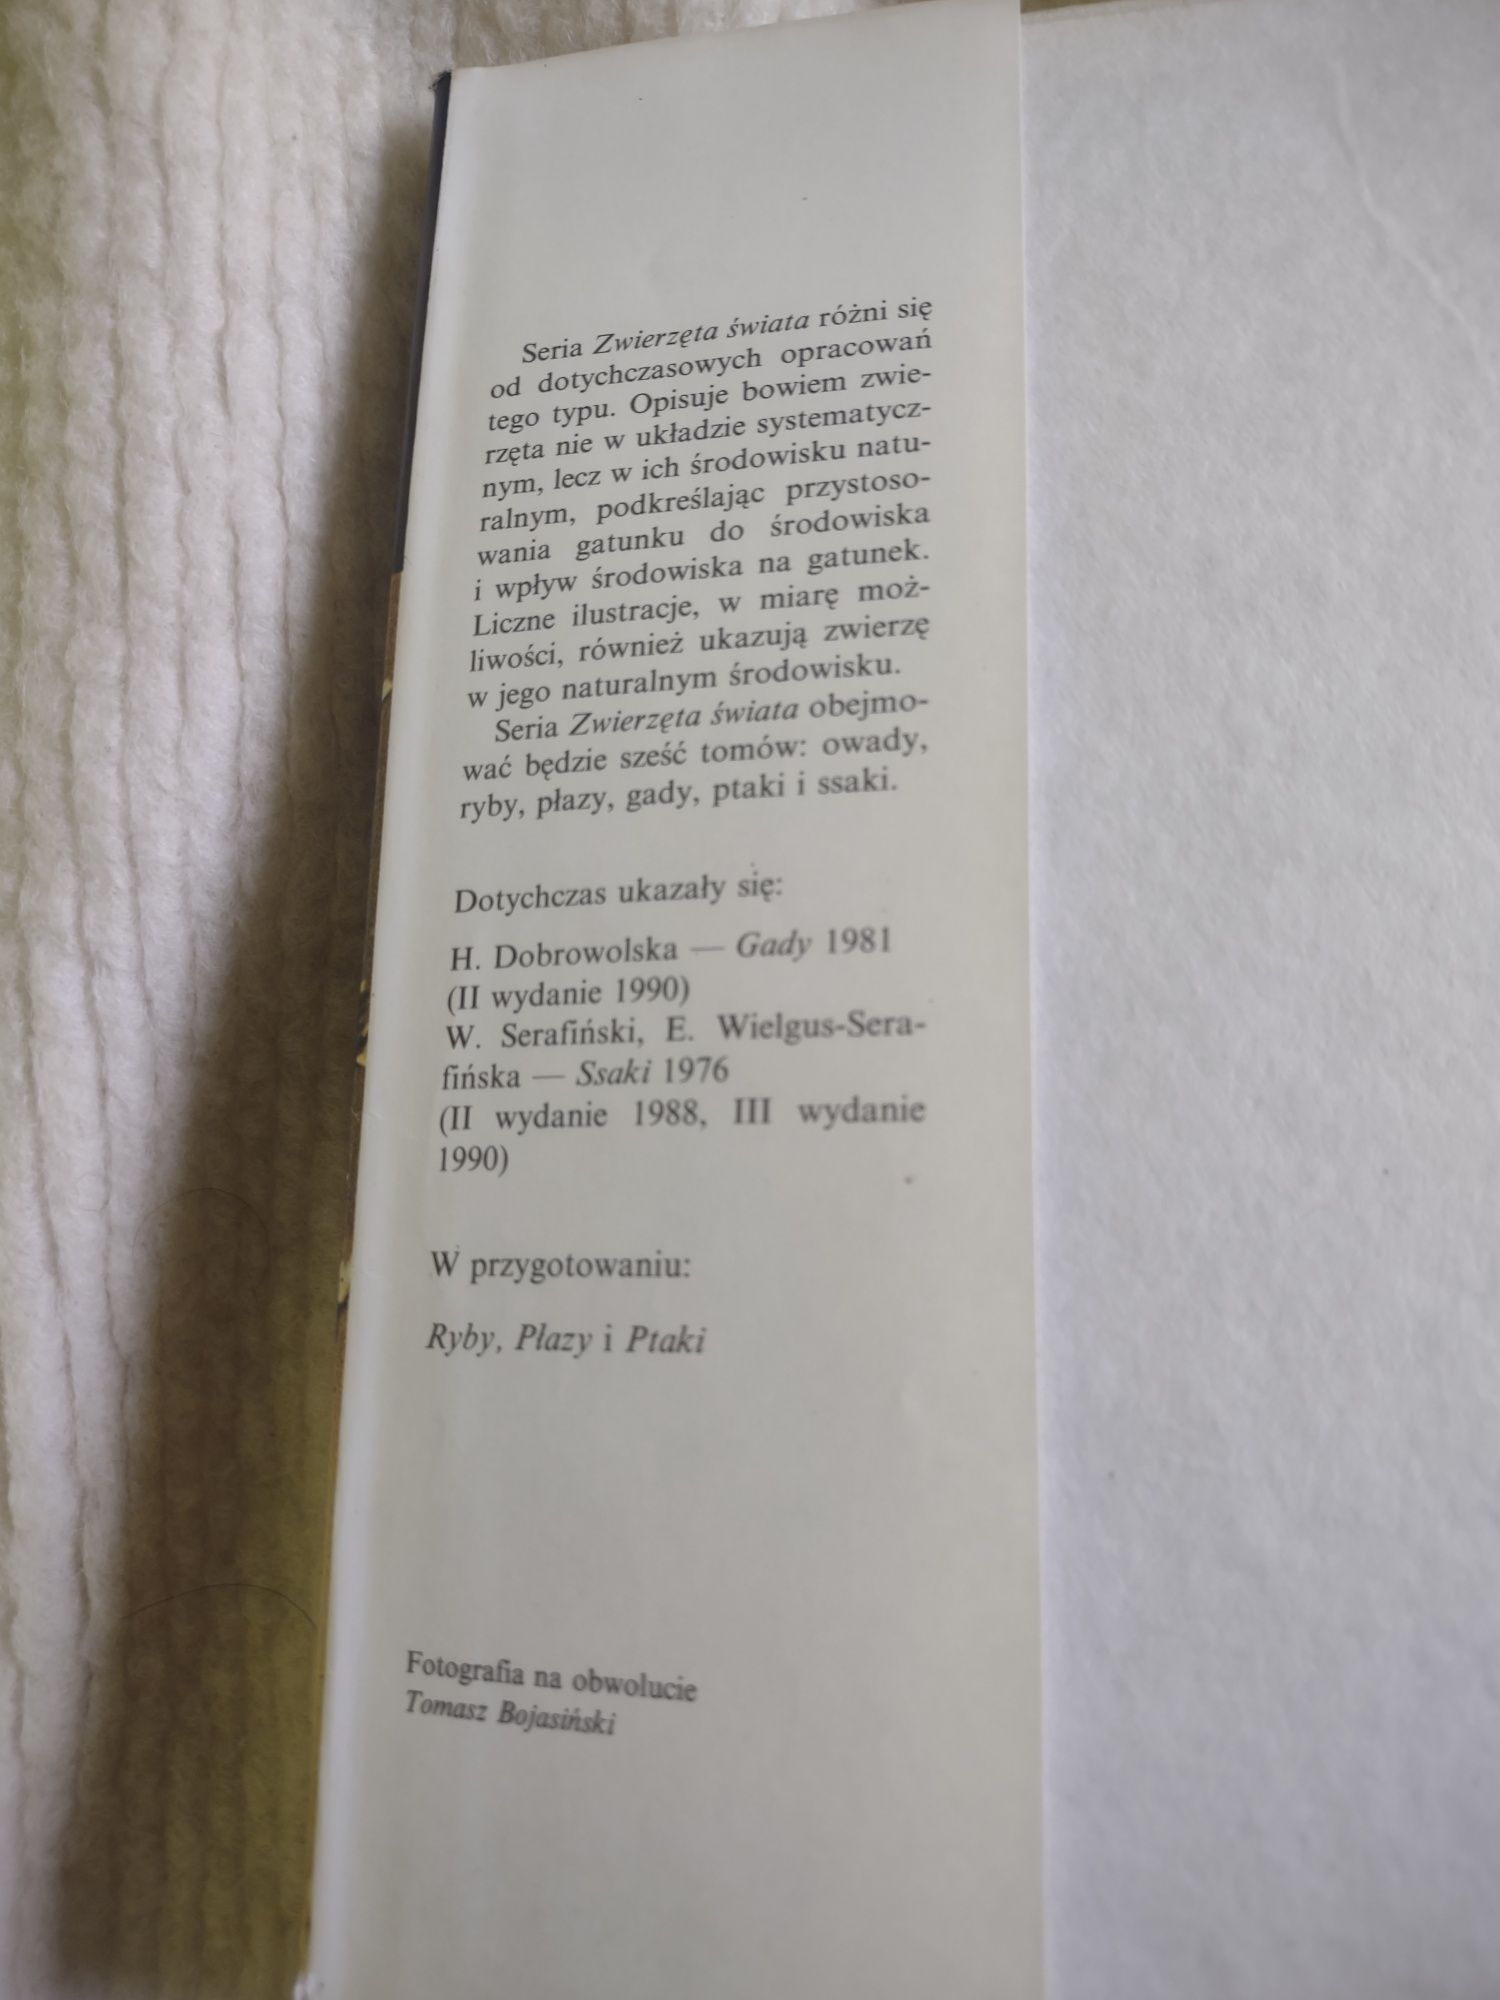 Seria Zwierzęta świata różni się
od dotychczasowych opracowań
tego typu. Opisuje bowiem zwie-
rzęta nie w układzie systematycz-
nym, lecz w ich środowisku natu-
ralnym, podkreślając przystoso-
wania gatunku do środowiska
i wpływ środowiska na gatunek.
Liczne ilustracje, w miarę moż-
liwości, również ukazują zwierzę
w jego naturalnym środowisku.
Seria Zwierzęta świata obejmo-
wać będzie sześć tomów: owady,
ryby, płazy, gady, ptaki i ssaki.
Dotychczas ukazały się:
H. Dobrowolska — Gady 1981
(II wydanie 1990)
W. Serafiński, E. Wielgus-Sera-
fińska — Ssaki 1976
(II wydanie 1988, III wydanie
1990)
W przygotowaniu:
Ryby, Płazy i Ptaki
Fotografia na obwolucie
Tomasz Bojasiński